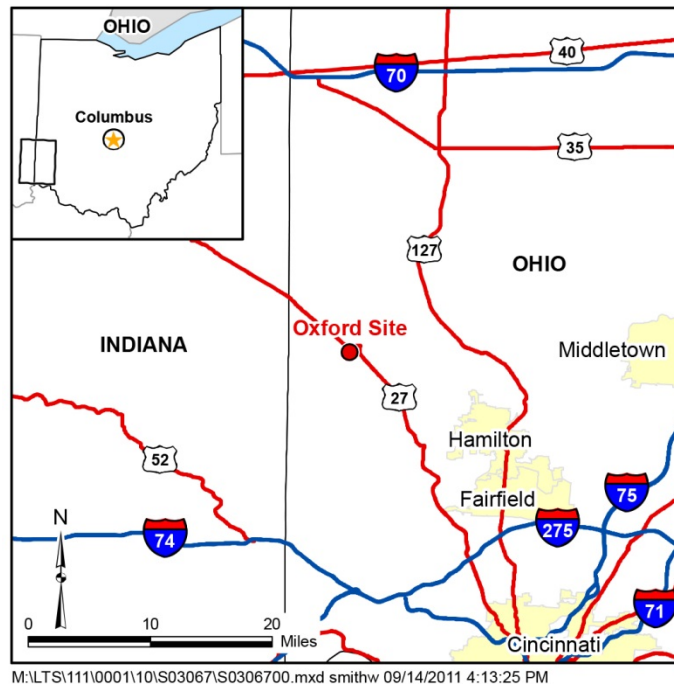 OHIO
Columbus
40
70
35
127
OHIO
Oxford Site
INDIANA
Middletown
27
Hamilton
52
Fairfield
75
N
74
275
0 10 20
Miles
71
Cincinnati
M:\LTS\111\0001\10\S03067\S0306700.mxd smithw 09/14/2011 4:13:25 PM